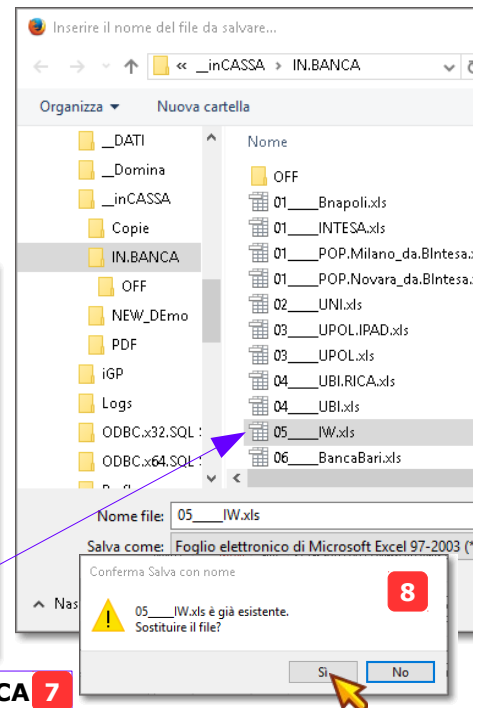 Inserire il nome del file da salvare...
« _inCASSA › IN.BANCA
Organizza Nuova cartella
__DATI
__Domina
__inCASSA
Copie
IN.BANCA
OFF
NEW_DEmo
PDF
iGP
Logs
ODBC.x32.SQL
ODBC.x64.SQL
Nome
OFF
01____Bnapoli.xls
01____INTESA.xls
01____POP.Milano_da.BIntesa.
01____POP.Novara_da.BIntesa.
02____UNI.xls
03____UPOL.IPAD.xls
03____UPOL.xls
04____UBI.RICA.xls
04____UBI.xls
05____IW.xls
06____BancaBari.xls
Nome file: 05____IW.xls
Salva come: Foglio elettronico di Microsoft Excel 97-2003 (*
Nas
Conferma Salva con nome
8
05____IW.xls è già esistente.
Sostituire il file?
Sì No
CA 7